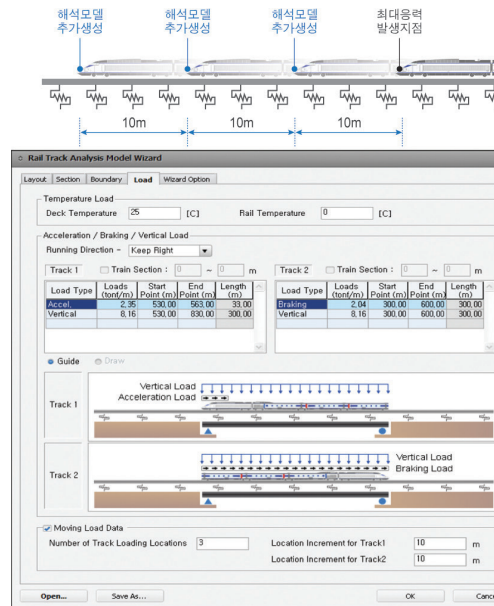 해석모델 해석모델 해석모델 최대응력
추가생성 추가생성 추가생성 발생지점
10m 10m 10m
Rail Track Analysis Model Wizard
Layout Section Boundary Load Wizard Option
Temperature Load
Deck Temperature 25 [C] Rail Temperature 0 [C]
Acceleration / Braking / Vertical Load
Running Direction - Keep Right
Track 1 Train Section : 0 ~ 0 m Track 2 Train Section : 0 ~ 0 m
Load Type Loads (ton/m) Start Point (m) End Point (m) Length (m) Load Type Loads (ton/m) Start Point (m) End Point (m) Length (m)
Accel. 2,35 530,00 563,00 33,00 Braking 2,04 300,00 600,00 300,00
Vertical 8,16 530,00 830,00 300,00 Vertical 8,16 300,00 600,00 300,00
Guide Draw
Vertical Load
Acceleration Load
Track 1
Vertical Load
Braking Load
Track 2
Moving Load Data
Number of Track Loading Locations 3 Location Increment for Track1 10 m
Location Increment for Track2 10 m
Open... Save As... OK